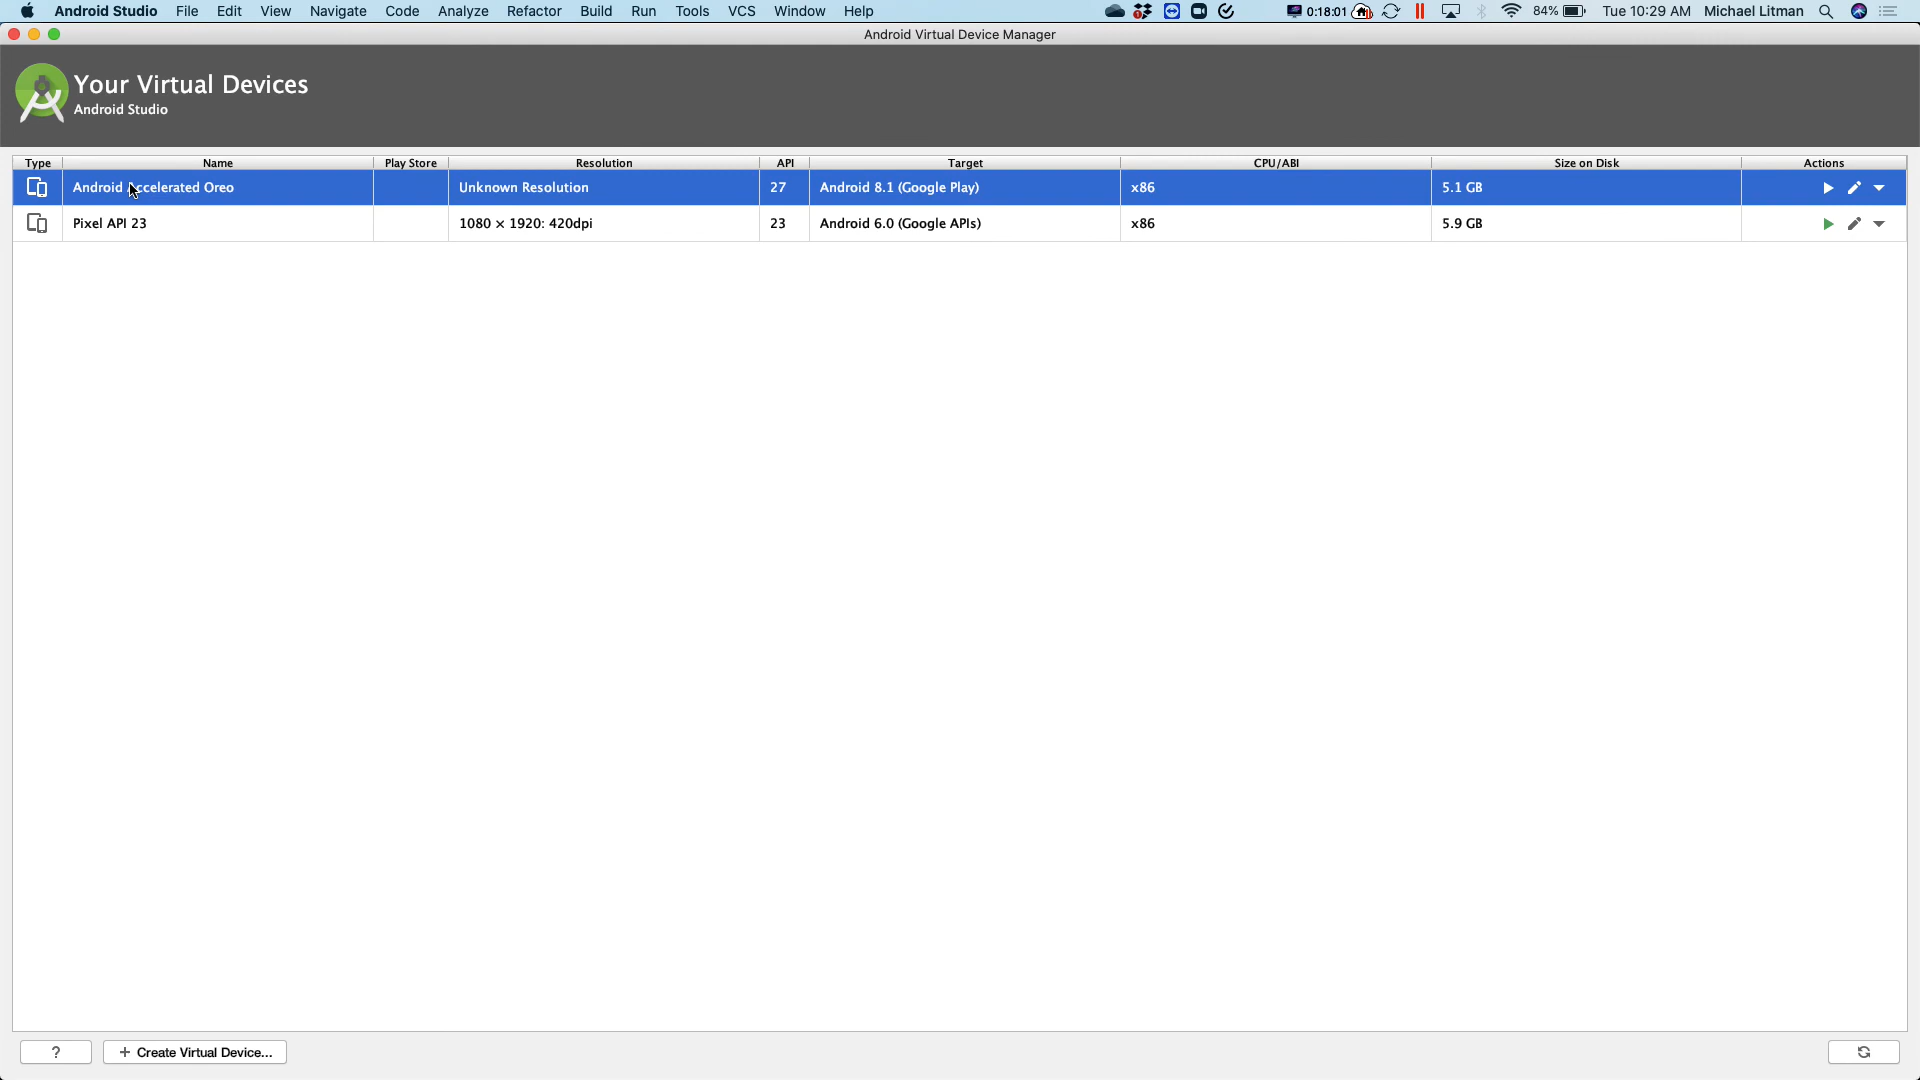 Android Studio File Edit View Navigate Code Analyze Refactor Build Run Tools VCS Window Help 0:18:01 84% Tue 10:29 AM Michael Litman
Android Virtual Device Manager
Your Virtual Devices
Android Studio
Type Name Play Store Resolution API Target CPU/ABI Size on Disk Actions
Android Accelerated Oreo Unknown Resolution 27 Android 8.1 (Google Play) x86 5.1 GB
Pixel API 23 1080 × 1920: 420dpi 23 Android 6.0 (Google APIs) x86 5.9 GB
? + Create Virtual Device...